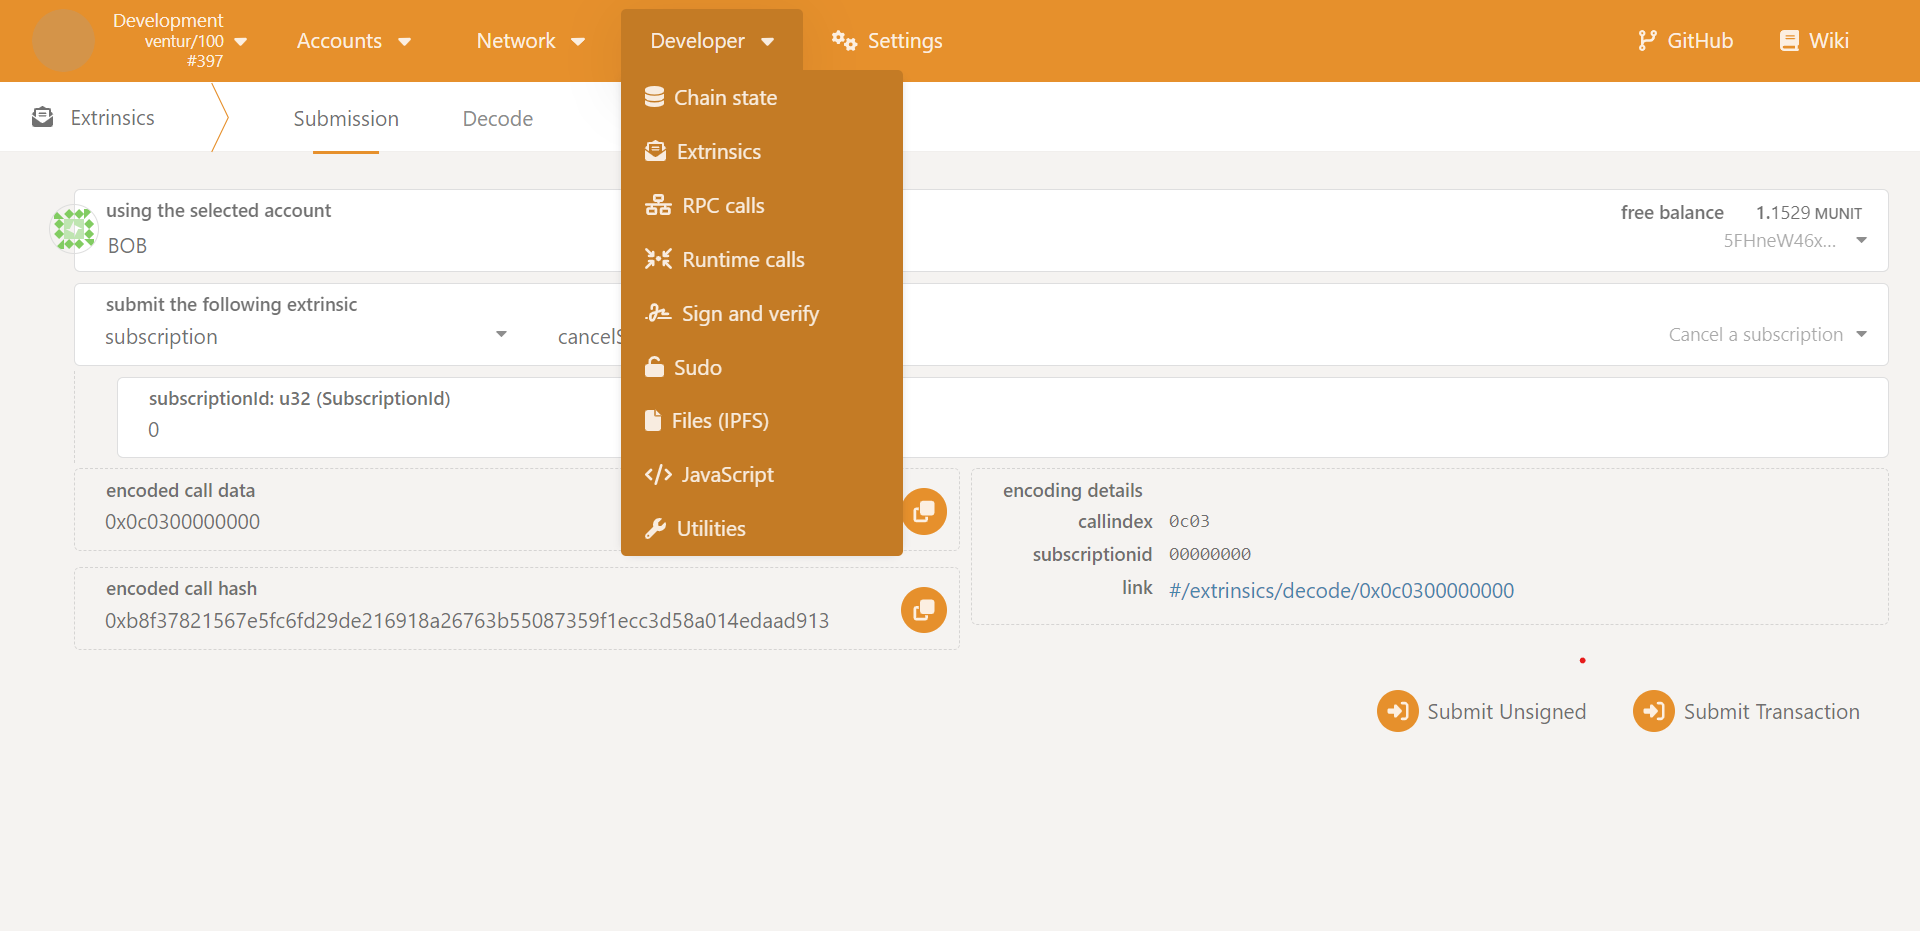 Development
ventur/100
#397
Accounts
Network
Developer
Settings
GitHub
Wiki
Extrinsics
Submission
Decode
Chain state
Extrinsics
RPC calls
Runtime calls
Sign and verify
Sudo
Files (IPFS)
JavaScript
Utilities
using the selected account
BOB
free balance 1.1529 MUNIT
5FHneW46x...
submit the following extrinsic
subscription
cancelS
Cancel a subscription
subscriptionId: u32 (SubscriptionId)
0
encoded call data
0x0c0300000000
encoded call hash
0xb8f37821567e5fc6fd29de216918a26763b55087359f1ecc3d58a014edaad913
encoding details
callindex 0c03
subscriptionid 00000000
link #/extrinsics/decode/0x0c0300000000
Submit Unsigned
Submit Transaction